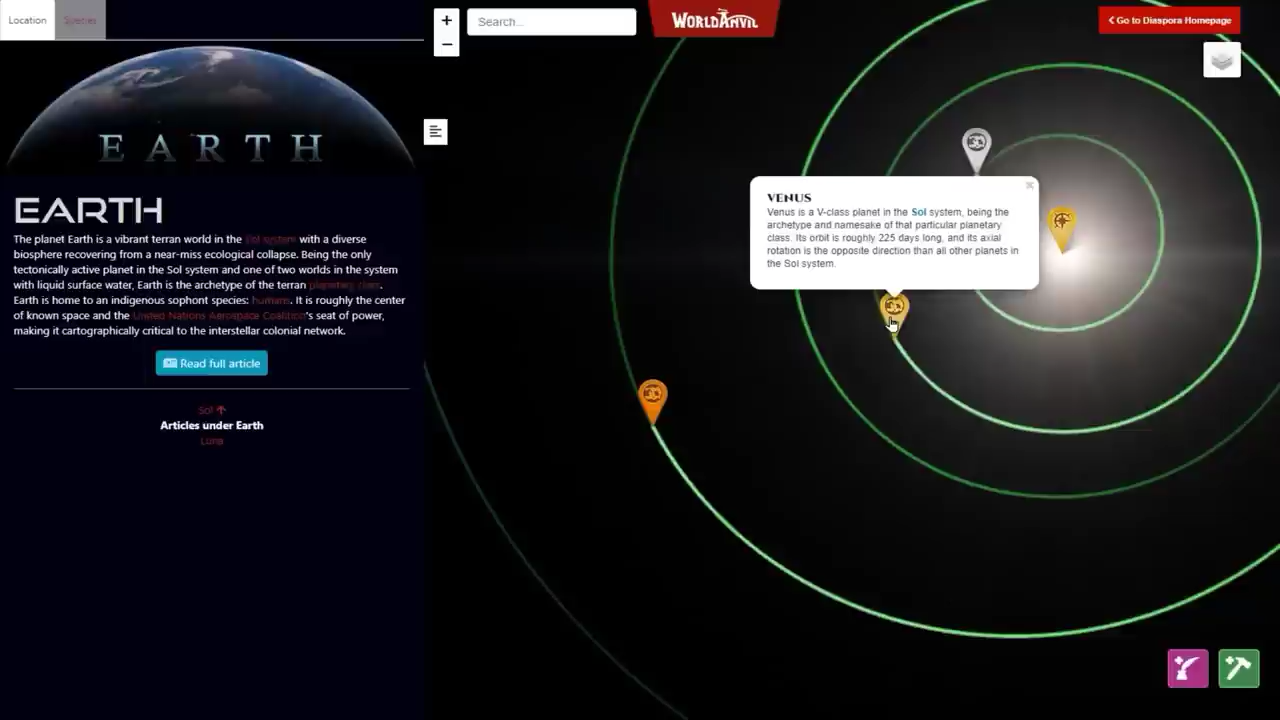 Location
Species
EARTH
EARTH
The planet Earth is a vibrant terran world in the Sol system with a diverse
biosphere recovering from a near-miss ecological collapse. Being the only
tectonically active planet in the Sol system and one of two worlds in the system
with liquid surface water, Earth is the archetype of the terran planetary class.
Earth is home to an indigenous sophont species: humans. It is roughly the center
of known space and the United Nations Aerospace Coalition's seat of power,
making it cartographically critical to the interstellar colonial network.
Read full article
Sol
Articles under Earth
Luna
+
−
Search...
WORLDANVIL
Go to Diaspora Homepage
VENUS
Venus is a V-class planet in the Sol system, being the
archetype and namesake of that particular planetary
class. Its orbit is roughly 225 days long, and its axial
rotation is the opposite direction than all other planets in
the Sol system.